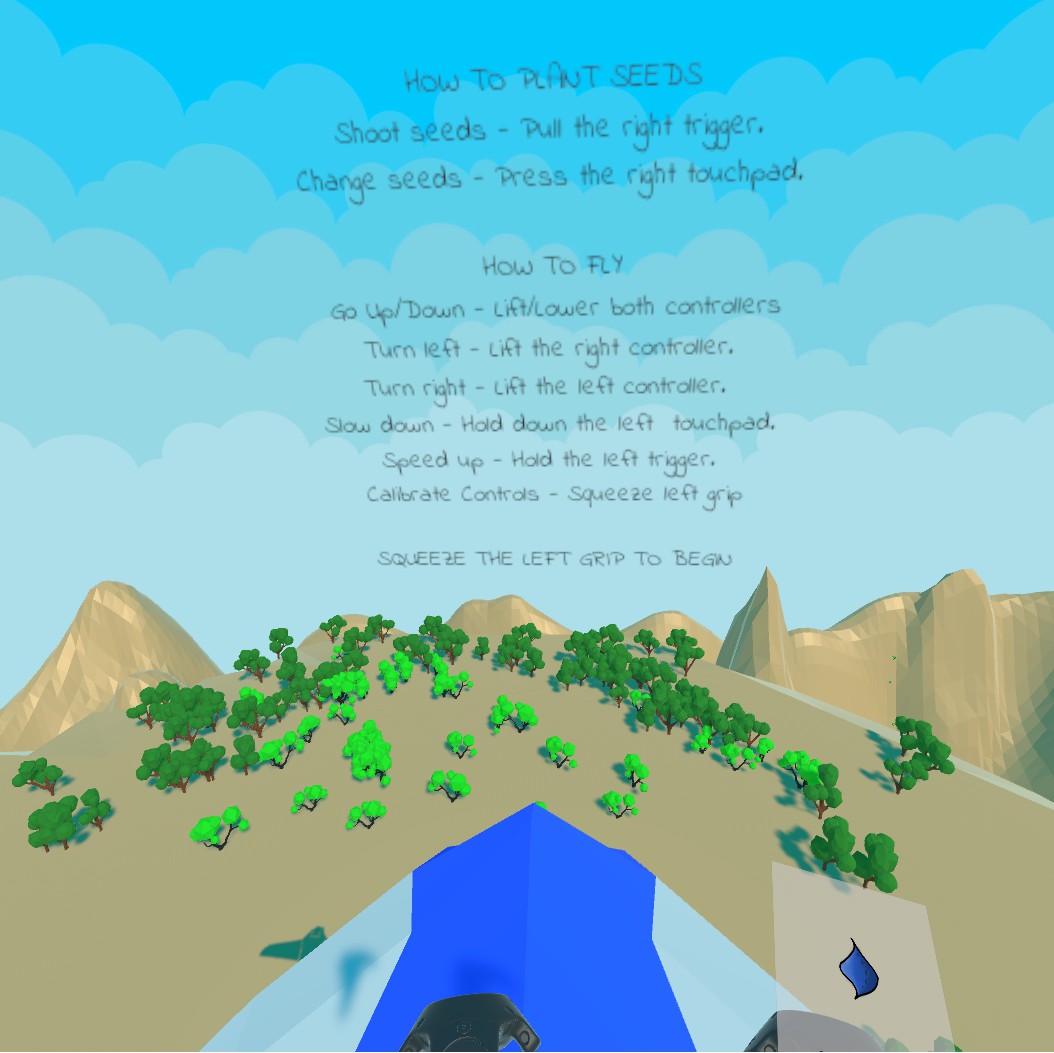 HOW TO PLANT SEEDS
Shoot seeds - Pull the right trigger.
Change seeds - Press the right touchpad.
HOW TO FLY
Go Up/Down - Lift/Lower both controllers
Turn left - Lift the right controller.
Turn right - Lift the left controller.
Slow down - Hold down the left touchpad.
Speed up - Hold the left trigger.
Calibrate Controls - Squeeze left grip
SQUEEZE THE LEFT GRIP TO BEGIN